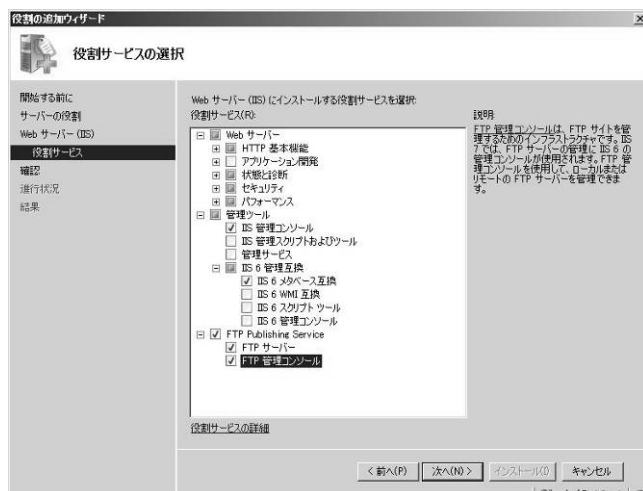 役割の追加ウィザード
役割サービスの選択
開始する前に
サーバーの役割
Web サーバー (IIS)
役割サービス
確認
進行状況
結果
Web サーバー (IIS) にインストールする役割サービスを選択:
役割サービス(R):
Web サーバー
HTTP 基本機能
アプリケーション開発
状態と診断
セキュリティ
パフォーマンス
管理ツール
IIS 管理コンソール
IIS 管理スクリプトおよびツール
管理サービス
IIS 6 管理互換
IIS 6 メタベース互換
IIS 6 WMI 互換
IIS 6 スクリプト ツール
IIS 6 管理コンソール
FTP Publishing Service
FTP サーバー
FTP 管理コンソール
役割サービスの詳細
説明
FTP 管理コンソールは、FTP サイトを管
理するためのインフラストラクチャです。IIS
7 では、FTP サーバーの管理に IIS 6 の
管理コンソールが使用されます。FTP 管
理コンソールを使用して、ローカルまたは
リモートの FTP サーバーを管理できま
す。
< 前へ(P)
次へ(N) >
インストール(I)
キャンセル